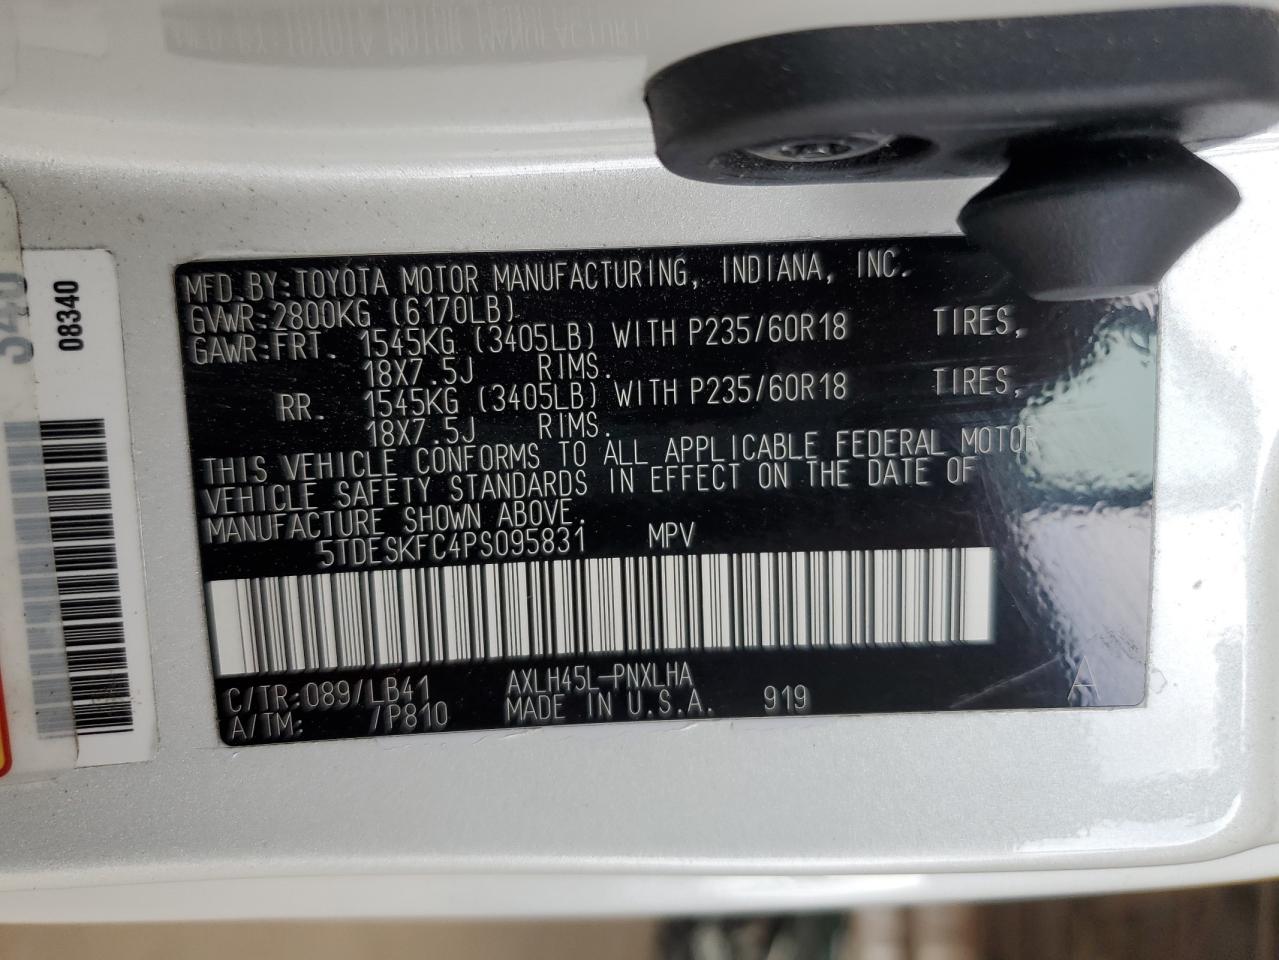 MFD.BY:TOYOTA MOTOR MANUFACTURING, INDIANA, INC.
GVWR:2800KG (6170LB)
GAWR:FRT. 1545KG (3405LB) WITH P235/60R18 TIRES,
18X7.5J RIMS.
RR. 1545KG (3405LB) WITH P235/60R18 TIRES,
18X7.5J RIMS.
THIS VEHICLE CONFORMS TO ALL APPLICABLE FEDERAL MOTOR
VEHICLE SAFETY STANDARDS IN EFFECT ON THE DATE OF
MANUFACTURE SHOWN ABOVE.
5TDESKFC4PS095831 MPV
C/TR:089/LB41 AXLH45L-PNXLHA
A/TM: /P810 MADE IN U.S.A. 919
A
08340